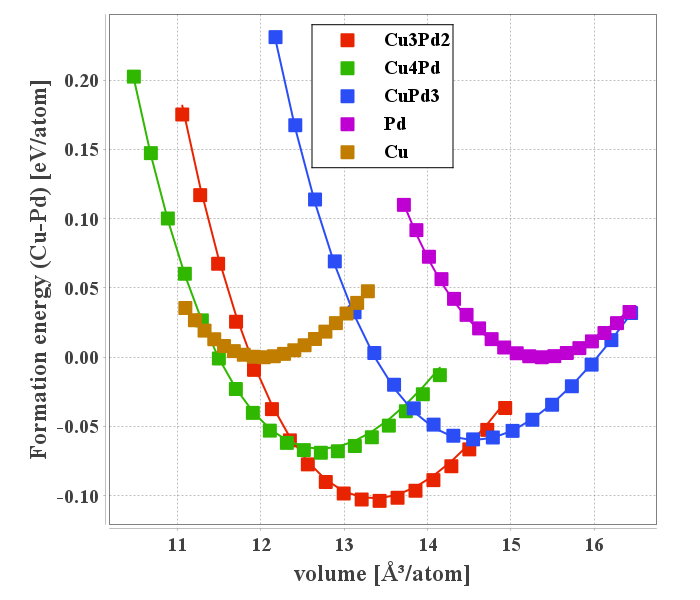 Cu3Pd2
Cu4Pd
CuPd3
Pd
Cu
Formation energy (Cu-Pd) [eV/atom]
0.20
0.15
0.10
0.05
0.00
-0.05
-0.10
11 12 13 14 15 16
volume [Å³/atom]